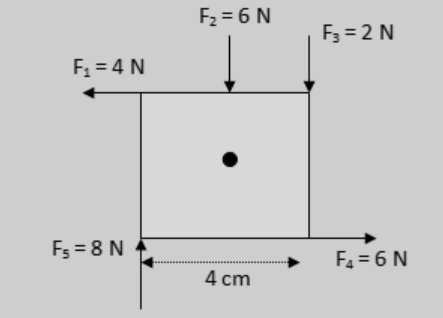 F₂ = 6 N
F₃ = 2 N
F₁ = 4 N
F₅ = 8 N
F₄ = 6 N
4 cm